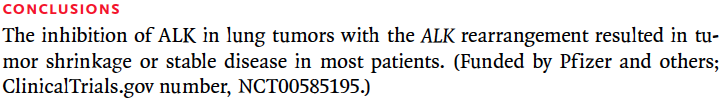 CONCLUSIONS
The inhibition of ALK in lung tumors with the ALK rearrangement resulted in tu-
mor shrinkage or stable disease in most patients. (Funded by Pfizer and others;
ClinicalTrials.gov number, NCT00585195.)